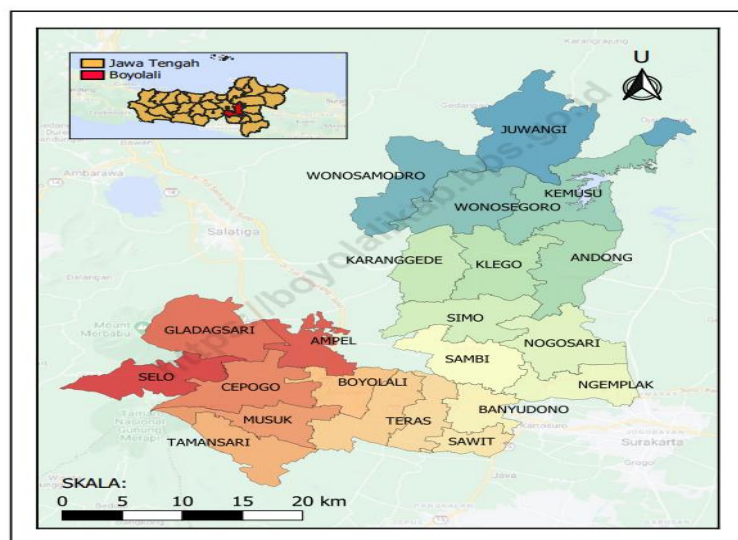 Jawa Tengah
Boyolali
U
JUWANGI
WONOSAMODRO
KEMUSU
WONOSEGORO
KARANGGEDE
KLEGO
ANDONG
SIMO
GLADAGSARI
AMPEL
NOGOSARI
SAMBI
SELO
CEPOGO
BOYOLALI
NGEMPLAK
BANYUDONO
MUSUK
TERAS
TAMANSARI
SAWIT
Ambarawa
Salatiga
Surakarta
Kartasuro
https://boyolalikab.bps.go.id
SKALA:
0 5 10 15 20 km